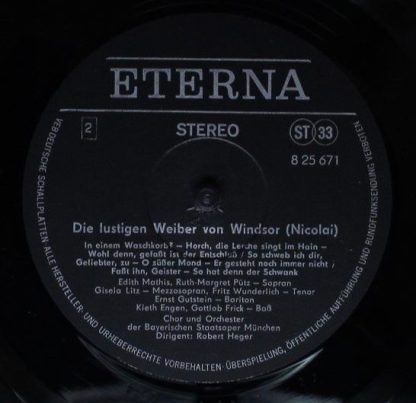 ETERNA
2
STEREO
ST 33
8 25 671
Die lustigen Weiber von Windsor (Nicolai)
In einem Waschkorb? – Horch, die Lerche singt im Hain –
Wohl denn, gefaßt ist der Entschluß / So schweb ich dir,
Geliebter, zu – O süßer Mond – Er gesteht noch immer nicht /
Faßt ihn, Geister – So hat denn der Schwank
Edith Mathis, Ruth-Margret Pütz – Sopran
Gisela Litz – Mezzosopran, Fritz Wunderlich – Tenor
Ernst Gutstein – Bariton
Kieth Engen, Gottlob Frick – Baß
Chor und Orchester
der Bayerischen Staatsoper München
Dirigent: Robert Heger
VEB DEUTSCHE SCHALLPLATTEN ALLE HERSTELLER- UND URHEBERRECHTE VORBEHALTEN · ÜBERSPIELUNG, ÖFFENTLICHE AUFFÜHRUNG UND RUNDFUNKSENDUNG VERBOTEN